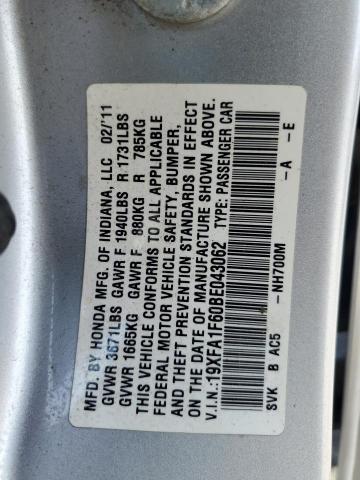 MFD. BY HONDA MFG. OF INDIANA, LLC 02/'11
GVWR 3671LBS GAWR F 1940LBS R 1731LBS
GVWR 1665KG GAWR F 880KG R 785KG
THIS VEHICLE CONFORMS TO ALL APPLICABLE
FEDERAL MOTOR VEHICLE SAFETY, BUMPER,
AND THEFT PREVENTION STANDARDS IN EFFECT
ON THE DATE OF MANUFACTURE SHOWN ABOVE.
V.I.N.:19XFA1F60BE043062 TYPE: PASSENGER CAR
SVK B AC5 -NH700M -A -E